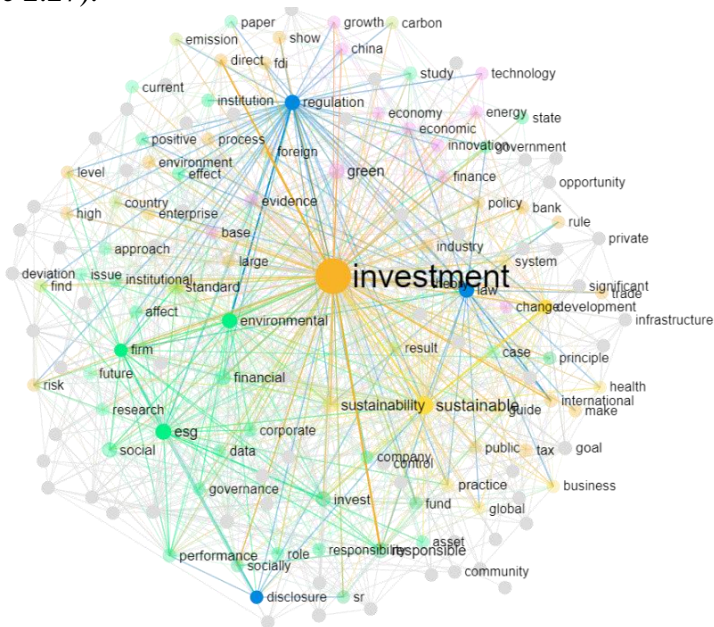 paper
growth
carbon
emission
show
china
direct
fdi
study
technology
current
institution
regulation
economy
energy
state
economic
positive
process
innovation
government
foreign
environment
effect
green
finance
level
opportunity
country
evidence
policy
bank
high
enterprise
rule
base
private
approach
industry
large
system
deviation
issue
institutional
investment
find
standard
theory
law
significant
trade
affect
change
development
environmental
infrastructure
firm
result
case
principle
future
financial
risk
health
research
sustainability
sustainable
guide
international
make
esg
corporate
social
data
public
tax
goal
company
control
governance
invest
practice
business
fund
global
performance
role
responsibility
responsible
asset
socially
community
disclosure
sr